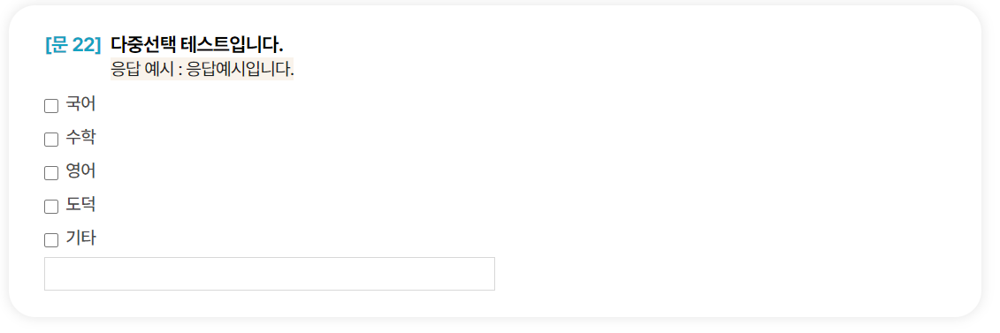 [문 22] 다중선택 테스트입니다.
응답 예시 : 응답예시입니다.
국어
수학
영어
도덕
기타